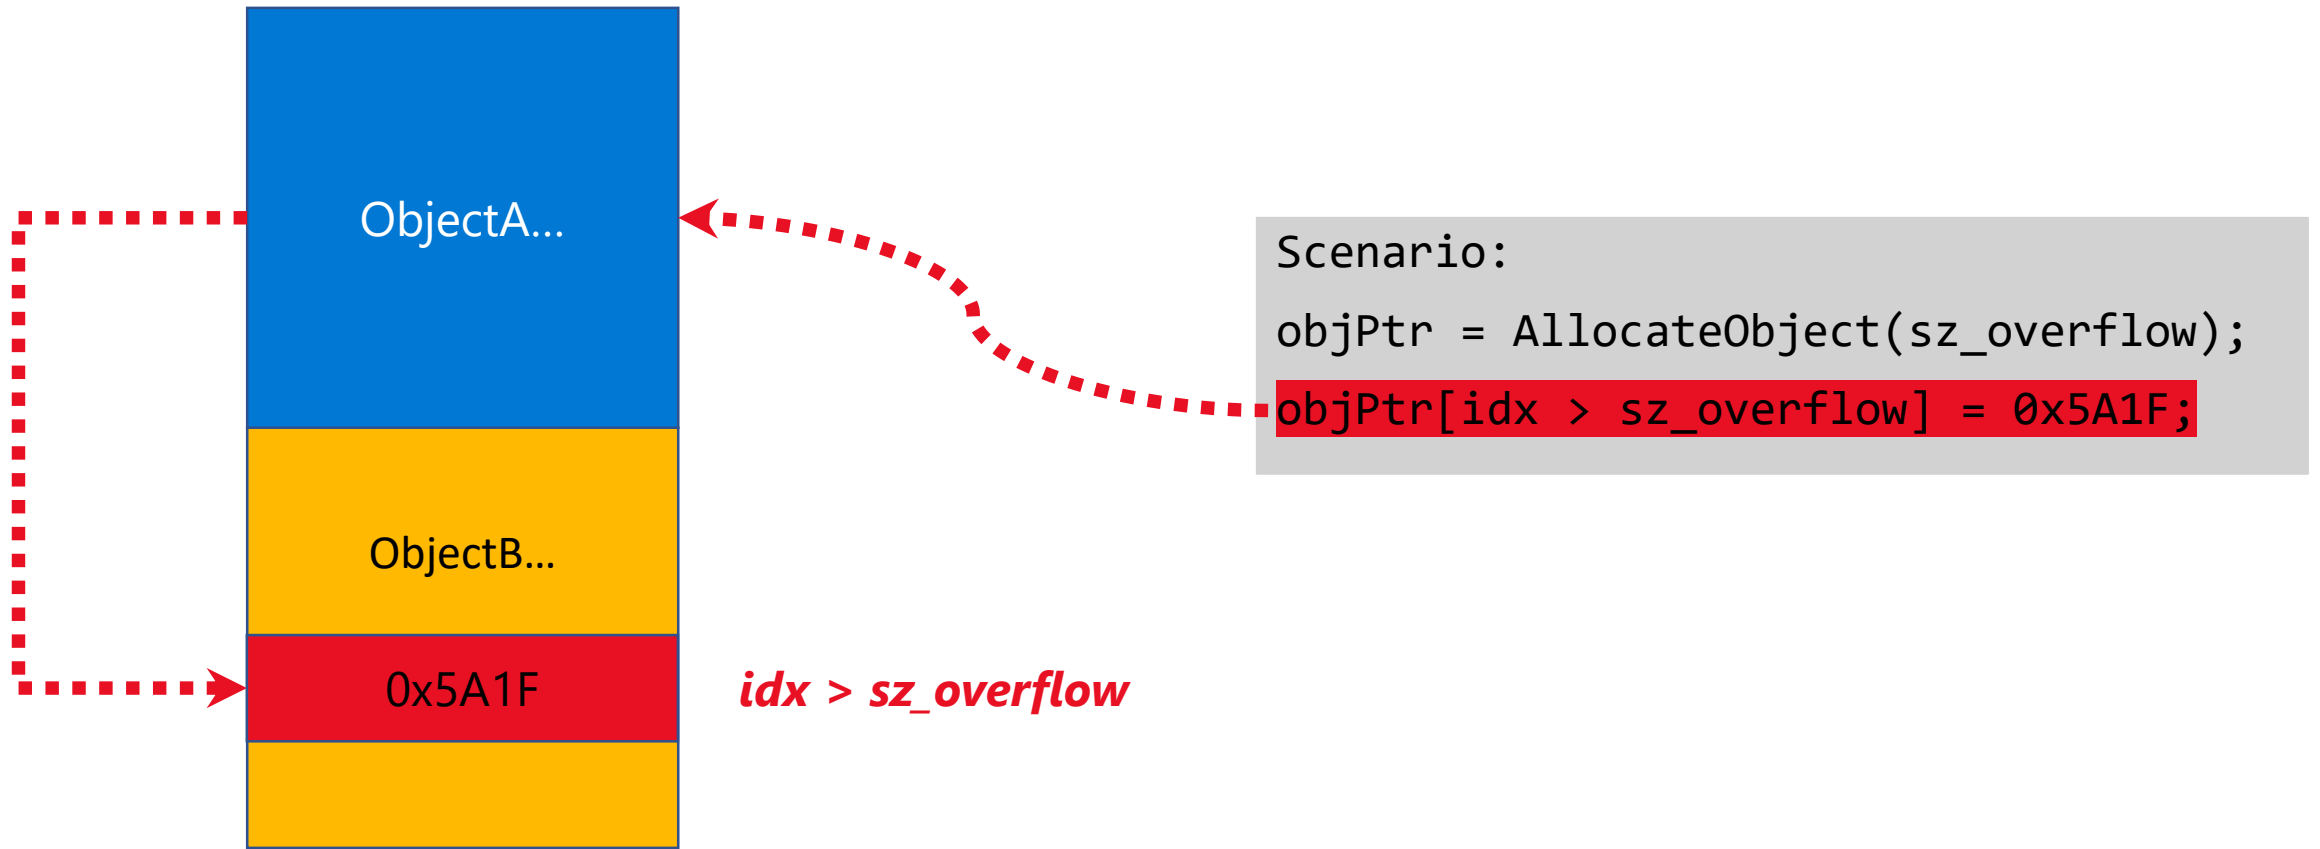 ObjectA...
Scenario:
objPtr = AllocateObject(sz_overflow);
objPtr[idx > sz_overflow] = 0x5A1F;
ObjectB...
0x5A1F
idx > sz_overflow